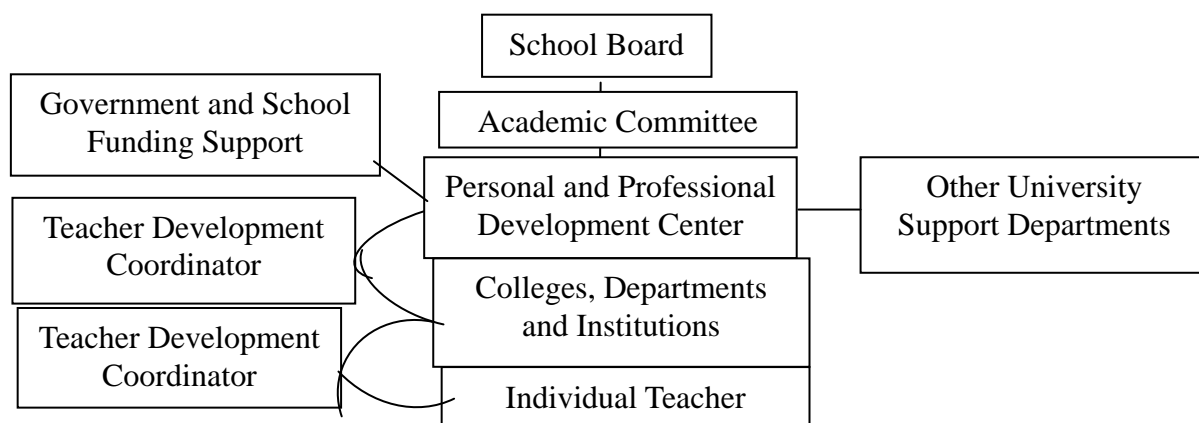 School Board
Government and School
Funding Support
Academic Committee
Personal and Professional
Development Center
Other University
Support Departments
Teacher Development
Coordinator
Colleges, Departments
and Institutions
Teacher Development
Coordinator
Individual Teacher